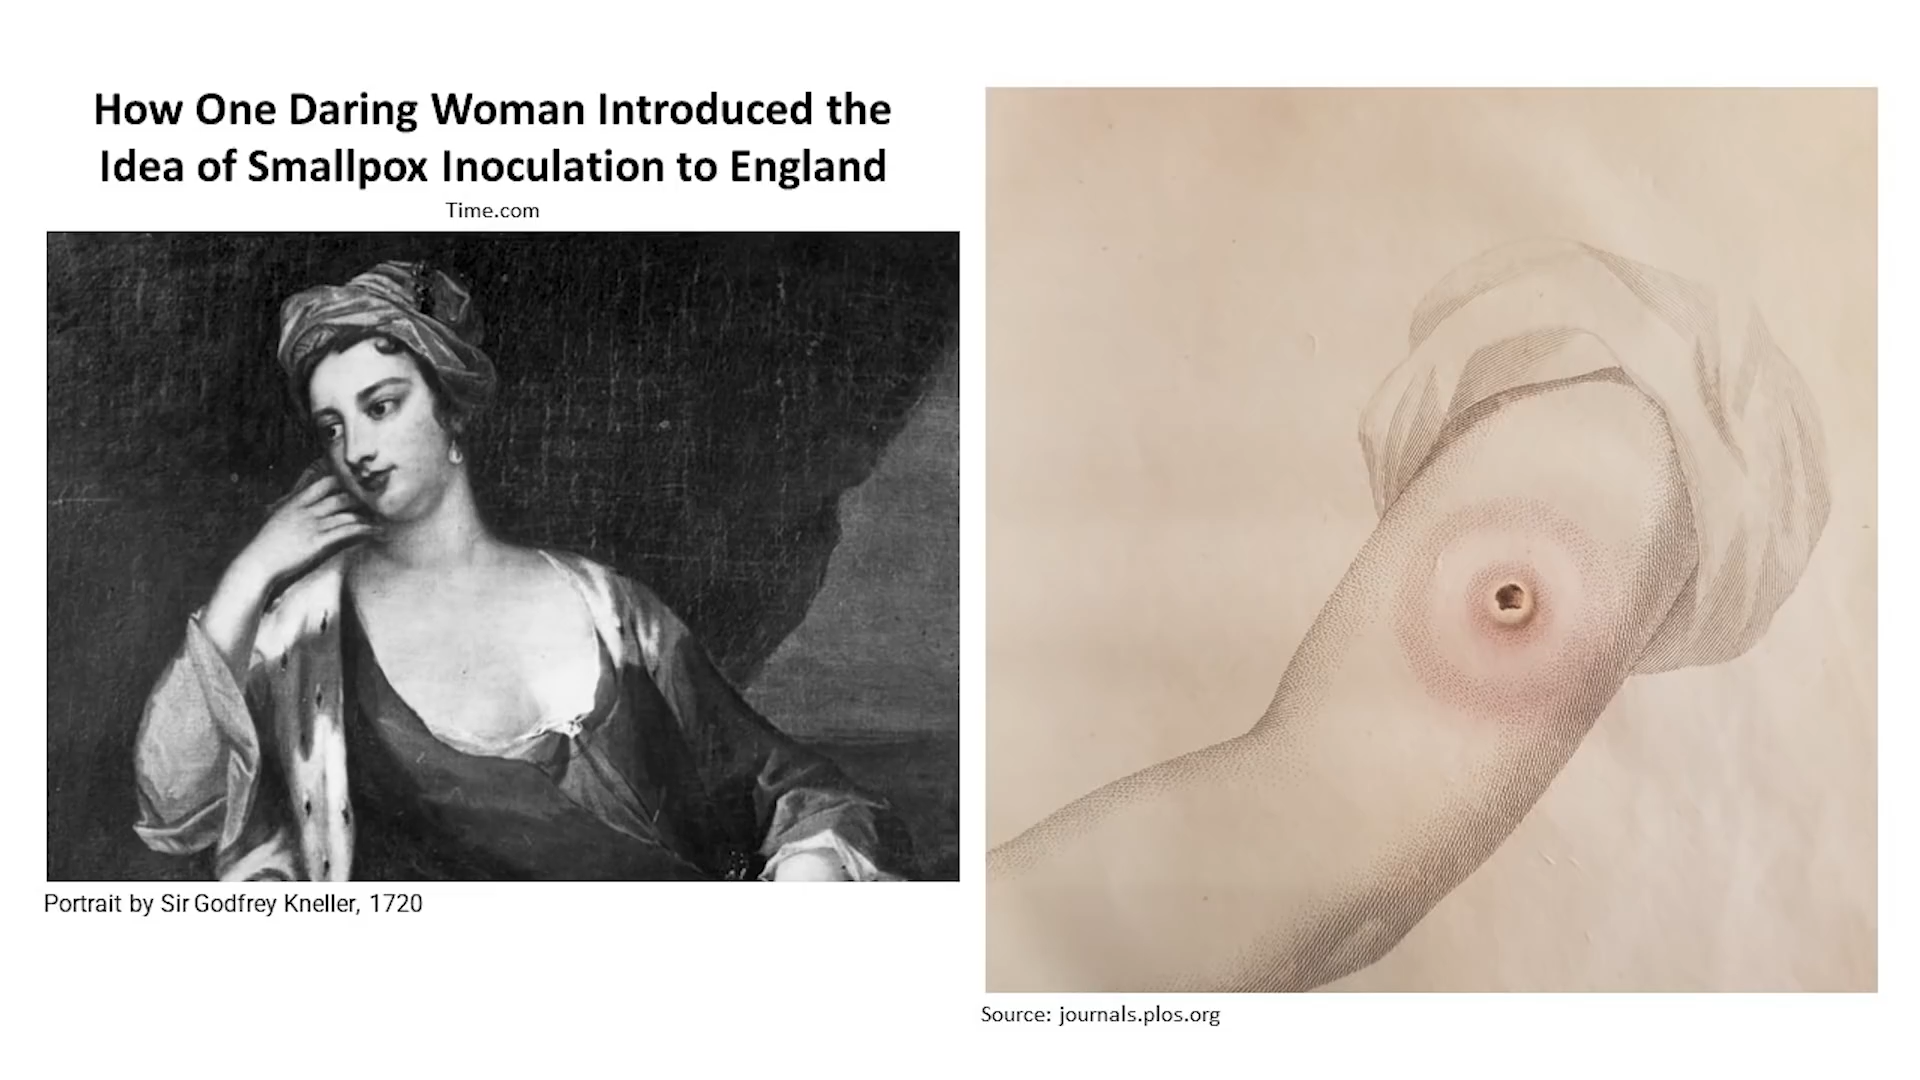 How One Daring Woman Introduced the
Idea of Smallpox Inoculation to England
Time.com
Portrait by Sir Godfrey Kneller, 1720
Source: journals.plos.org